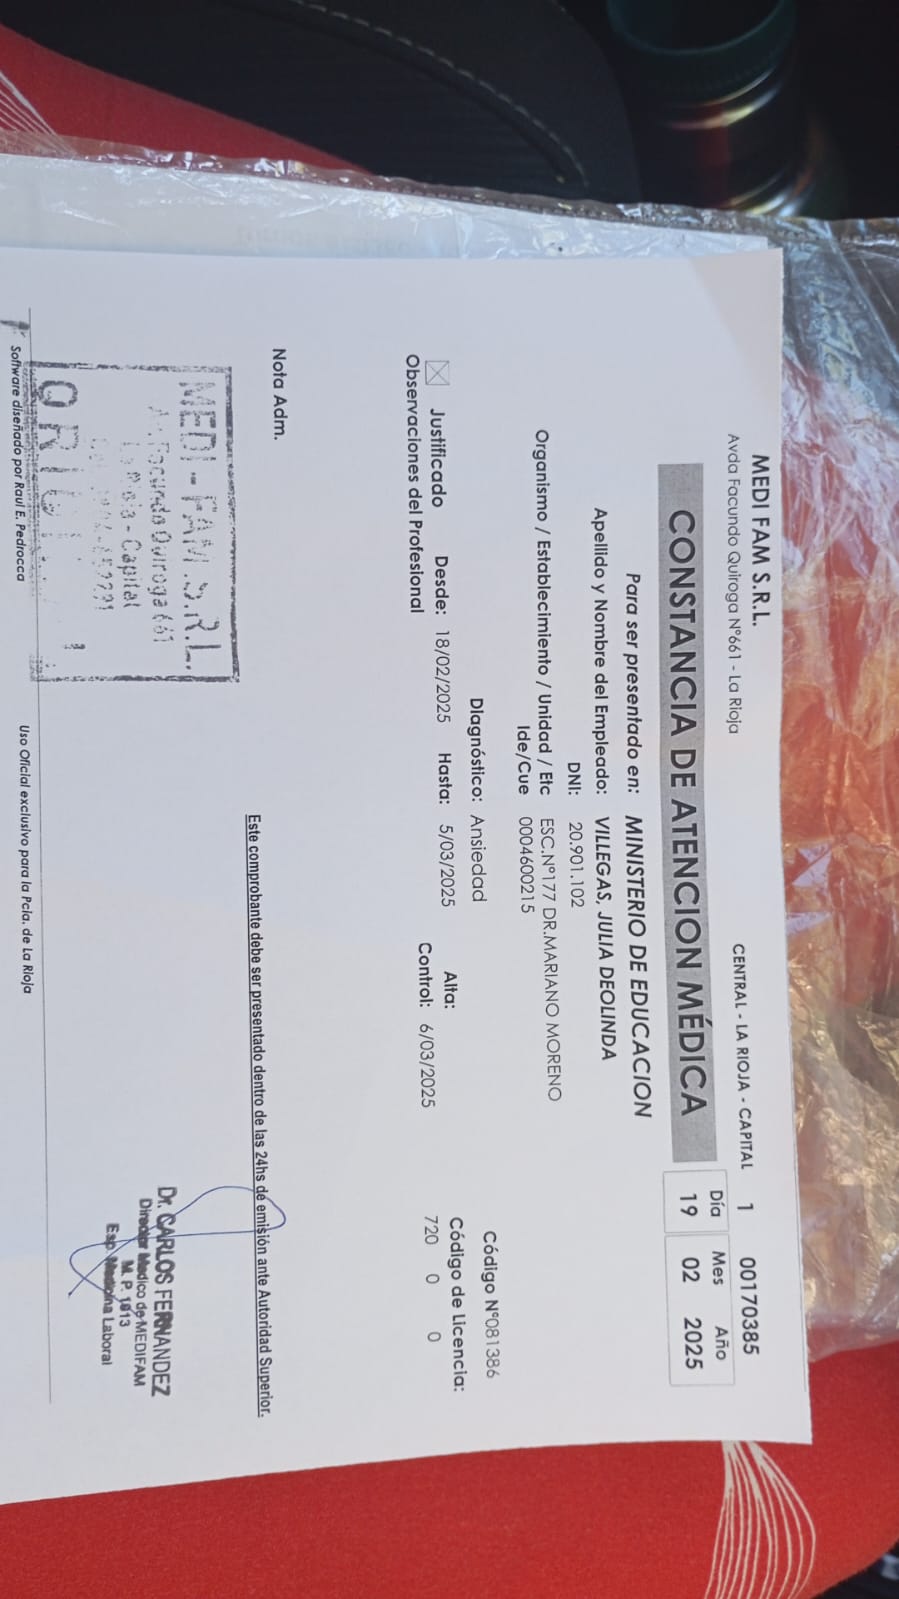 MEDI FAM S.R.L.
Avda Facundo Quiroga N°661 - La Rioja
CENTRAL - LA RIOJA - CAPITAL 1 00170385
CONSTANCIA DE ATENCION MÉDICA
Día Mes Año
19 02 2025
Para ser presentado en: MINISTERIO DE EDUCACION
Apellido y Nombre del Empleado: VILLEGAS, JULIA DEOLINDA
DNI: 20.901.102
Organismo / Establecimiento / Unidad / Etc ESC.N°177 DR.MARIANO MORENO
Ide/Cue 0004600215
Diagnóstico: Ansiedad
Código N°081386
Justificado Desde: 18/02/2025 Hasta: 5/03/2025 Alta:
Código de Licencia:
Observaciones del Profesional
Control: 6/03/2025
720 0 0
Nota Adm.
Este comprobante debe ser presentado dentro de las 24hs de emisión ante Autoridad Superior.
MEDI-FAM S.R.L.
Av. Facundo Quiroga 661
La Rioja - Capital
Dr. CARLOS FERNANDEZ
Director Medico de MEDIFAM
M. P. 1913
Esp. Medicina Laboral
Software diseñado por Raul E. Pedrocca
Uso Oficial exclusivo para la Pcia. de La Rioja